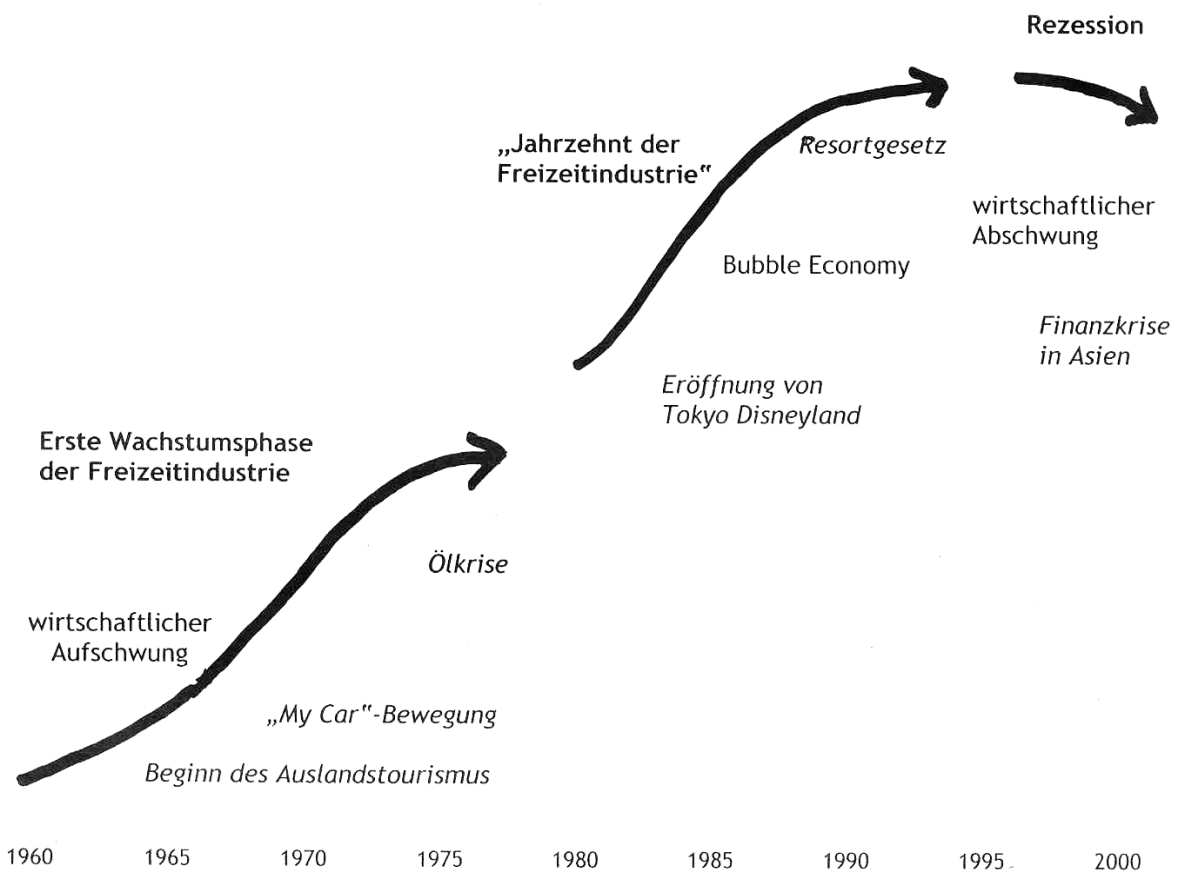 Rezession
„Jahrzehnt der
Freizeitindustrie“
Resortgesetz
wirtschaftlicher
Abschwung
Bubble Economy
Finanzkrise
in Asien
Eröffnung von
Tokyo Disneyland
Erste Wachstumsphase
der Freizeitindustrie
Ölkrise
wirtschaftlicher
Aufschwung
„My Car“-Bewegung
Beginn des Auslandstourismus
1960 1965 1970 1975 1980 1985 1990 1995 2000